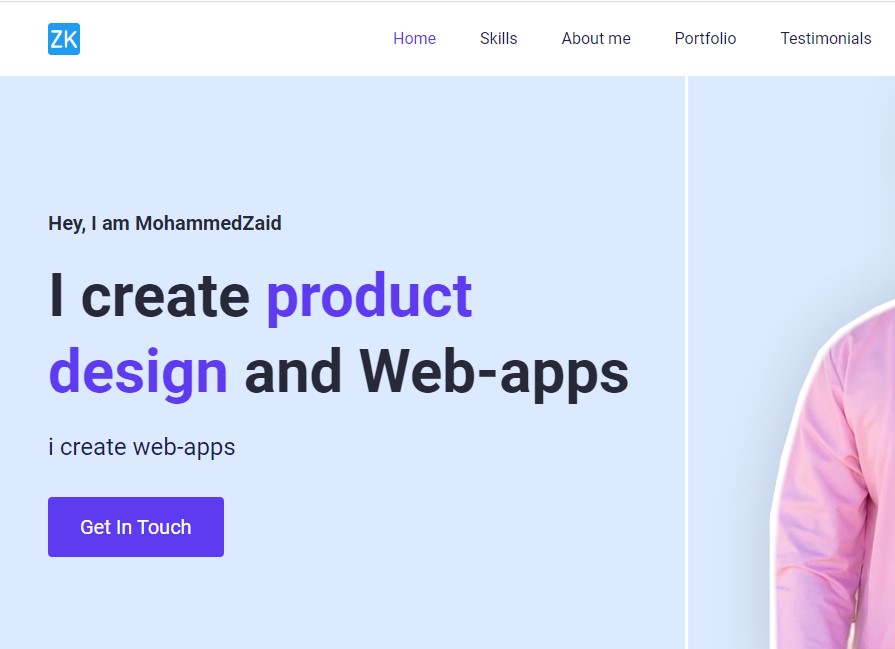 ZK
Home Skills About me Portfolio Testimonials
Hey, I am MohammedZaid
I create product
design and Web-apps
i create web-apps
Get In Touch